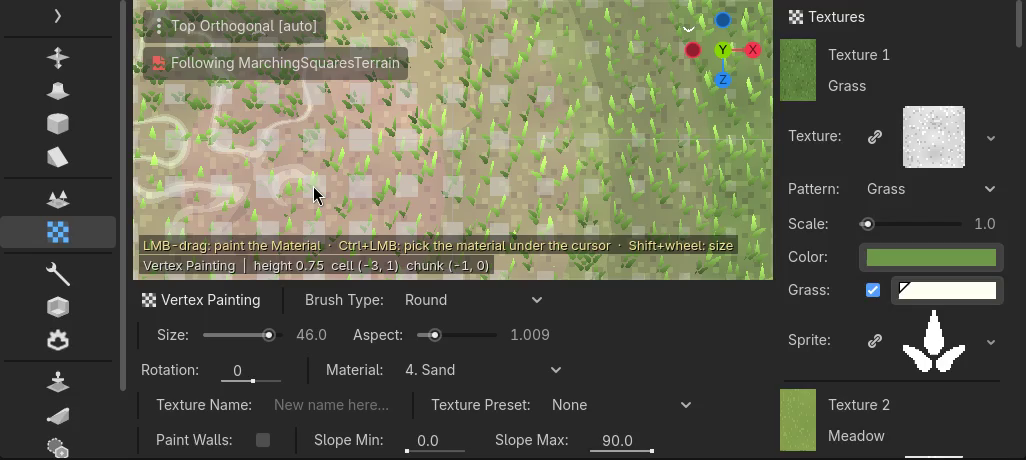 Top Orthogonal [auto]
Following MarchingSquaresTerrain
Y
X
Z
LMB-drag: paint the Material · Ctrl+LMB: pick the material under the cursor · Shift+wheel: size
Vertex Painting | height 0.75 cell (-3, 1) chunk (-1, 0)
Vertex Painting
Brush Type: Round
Size: 46.0 Aspect: 1.009
Rotation: 0 Material: 4. Sand
Texture Name: New name here... Texture Preset: None
Paint Walls: Slope Min: 0.0 Slope Max: 90.0
Textures
Texture 1
Grass
Texture:
Pattern: Grass
Scale: 1.0
Color:
Grass:
Sprite:
Texture 2
Meadow